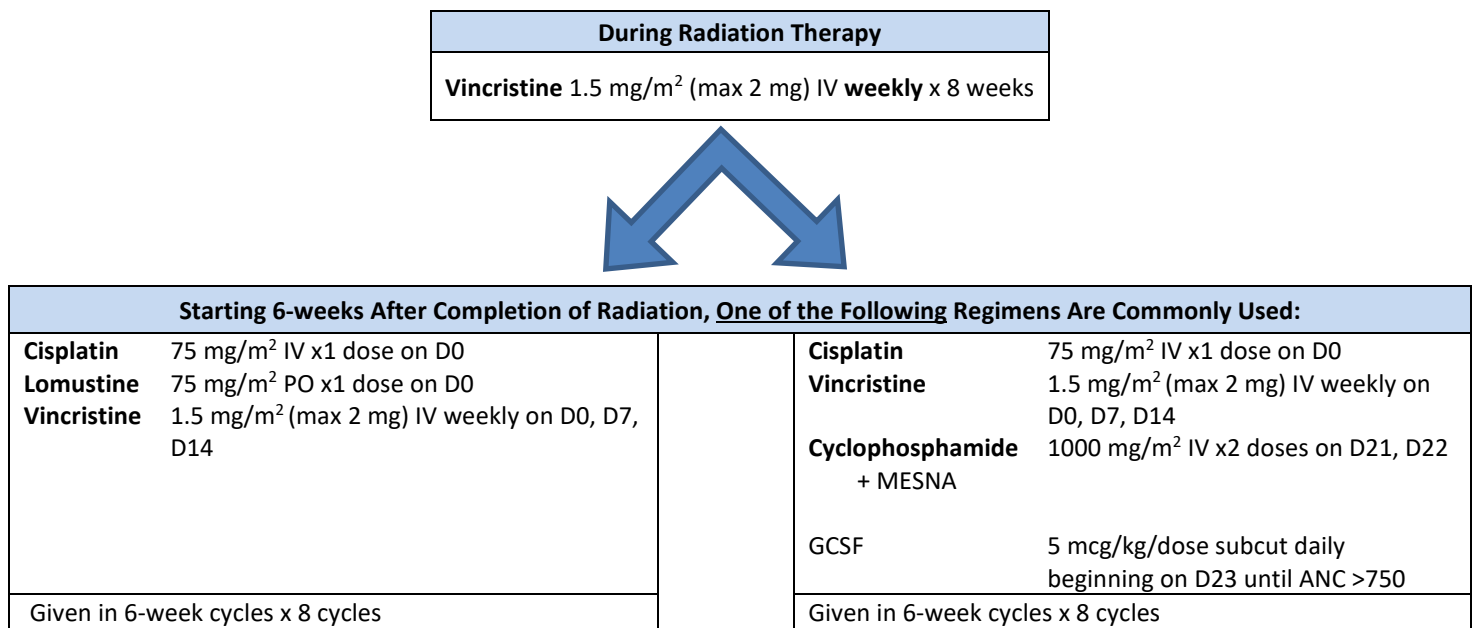 During Radiation Therapy
Vincristine 1.5 mg/m² (max 2 mg) IV weekly x 8 weeks
Starting 6-weeks After Completion of Radiation, One of the Following Regimens Are Commonly Used:
Cisplatin 75 mg/m² IV x1 dose on D0
Lomustine 75 mg/m² PO x1 dose on D0
Vincristine 1.5 mg/m² (max 2 mg) IV weekly on D0, D7,
D14
Given in 6-week cycles x 8 cycles
Cisplatin 75 mg/m² IV x1 dose on D0
Vincristine 1.5 mg/m² (max 2 mg) IV weekly on
D0, D7, D14
Cyclophosphamide 1000 mg/m² IV x2 doses on D21, D22
+ MESNA
GCSF 5 mcg/kg/dose subcut daily
beginning on D23 until ANC >750
Given in 6-week cycles x 8 cycles